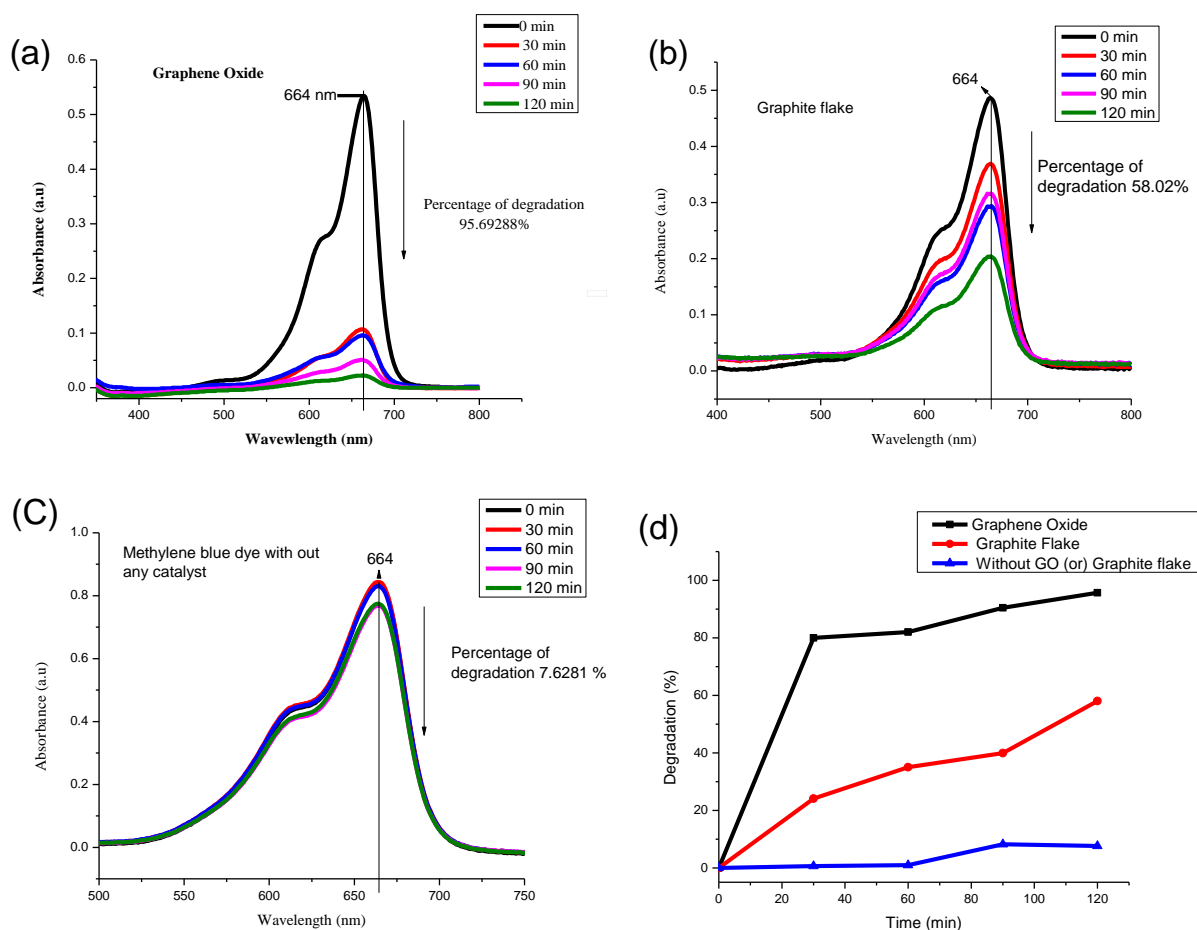 (a)
0 min
30 min
60 min
90 min
120 min
Graphene Oxide
664 nm
Percentage of degradation
95.69288%
0.6
0.5
0.4
0.3
0.2
0.1
0.0
Absorbance (a.u)
400 500 600 700 800
Wavewlength (nm)
(b)
0 min
30 min
60 min
90 min
120 min
664
Graphite flake
Percentage of
degradation 58.02%
0.5
0.4
0.3
0.2
0.1
0.0
Absorbance (a.u)
400 500 600 700 800
Wavelength (nm)
(C)
0 min
30 min
60 min
90 min
120 min
Methylene blue dye with out
any catalyst
664
Percentage of
degradation 7.6281 %
1.0
0.8
0.6
0.4
0.2
0.0
Absorbance (a.u)
500 550 600 650 700 750
Wavelength (nm)
(d)
Graphene Oxide
Graphite Flake
Without GO (or) Graphite flake
100
80
60
40
20
0
Degradation (%)
0 20 40 60 80 100 120
Time (min)